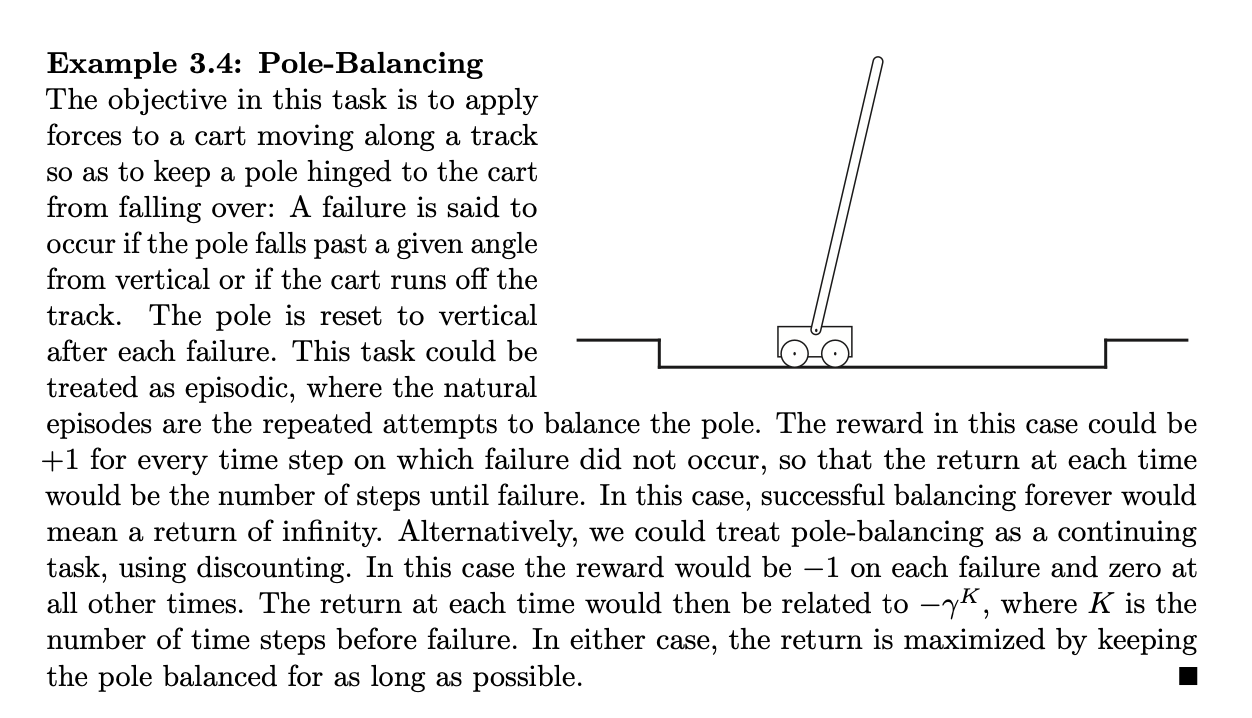 Example 3.4: Pole-Balancing
The objective in this task is to apply
forces to a cart moving along a track
so as to keep a pole hinged to the cart
from falling over: A failure is said to
occur if the pole falls past a given angle
from vertical or if the cart runs off the
track. The pole is reset to vertical
after each failure. This task could be
treated as episodic, where the natural
episodes are the repeated attempts to balance the pole. The reward in this case could be
+1 for every time step on which failure did not occur, so that the return at each time
would be the number of steps until failure. In this case, successful balancing forever would
mean a return of infinity. Alternatively, we could treat pole-balancing as a continuing
task, using discounting. In this case the reward would be −1 on each failure and zero at
all other times. The return at each time would then be related to −γ^K, where K is the
number of time steps before failure. In either case, the return is maximized by keeping
the pole balanced for as long as possible.